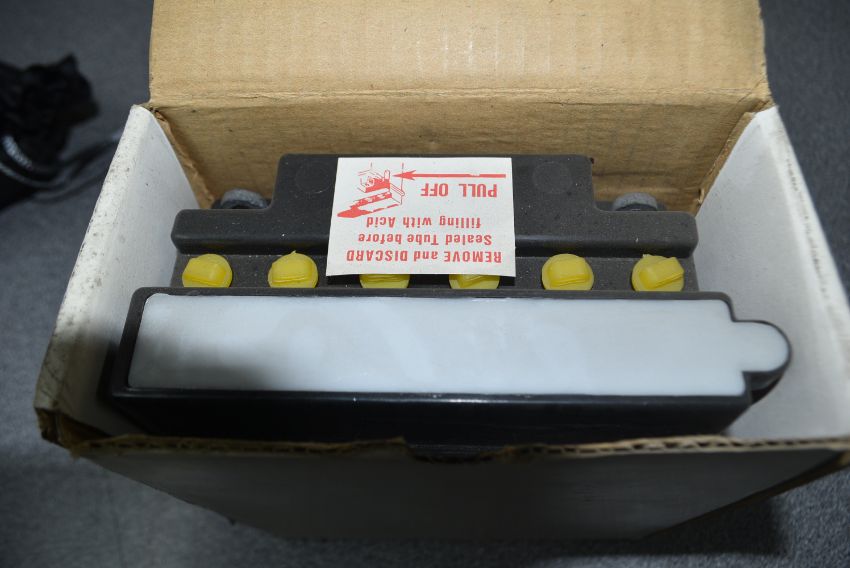 REMOVE and DISCARD
Sealed Tube before
filling with Acid
PULL OFF